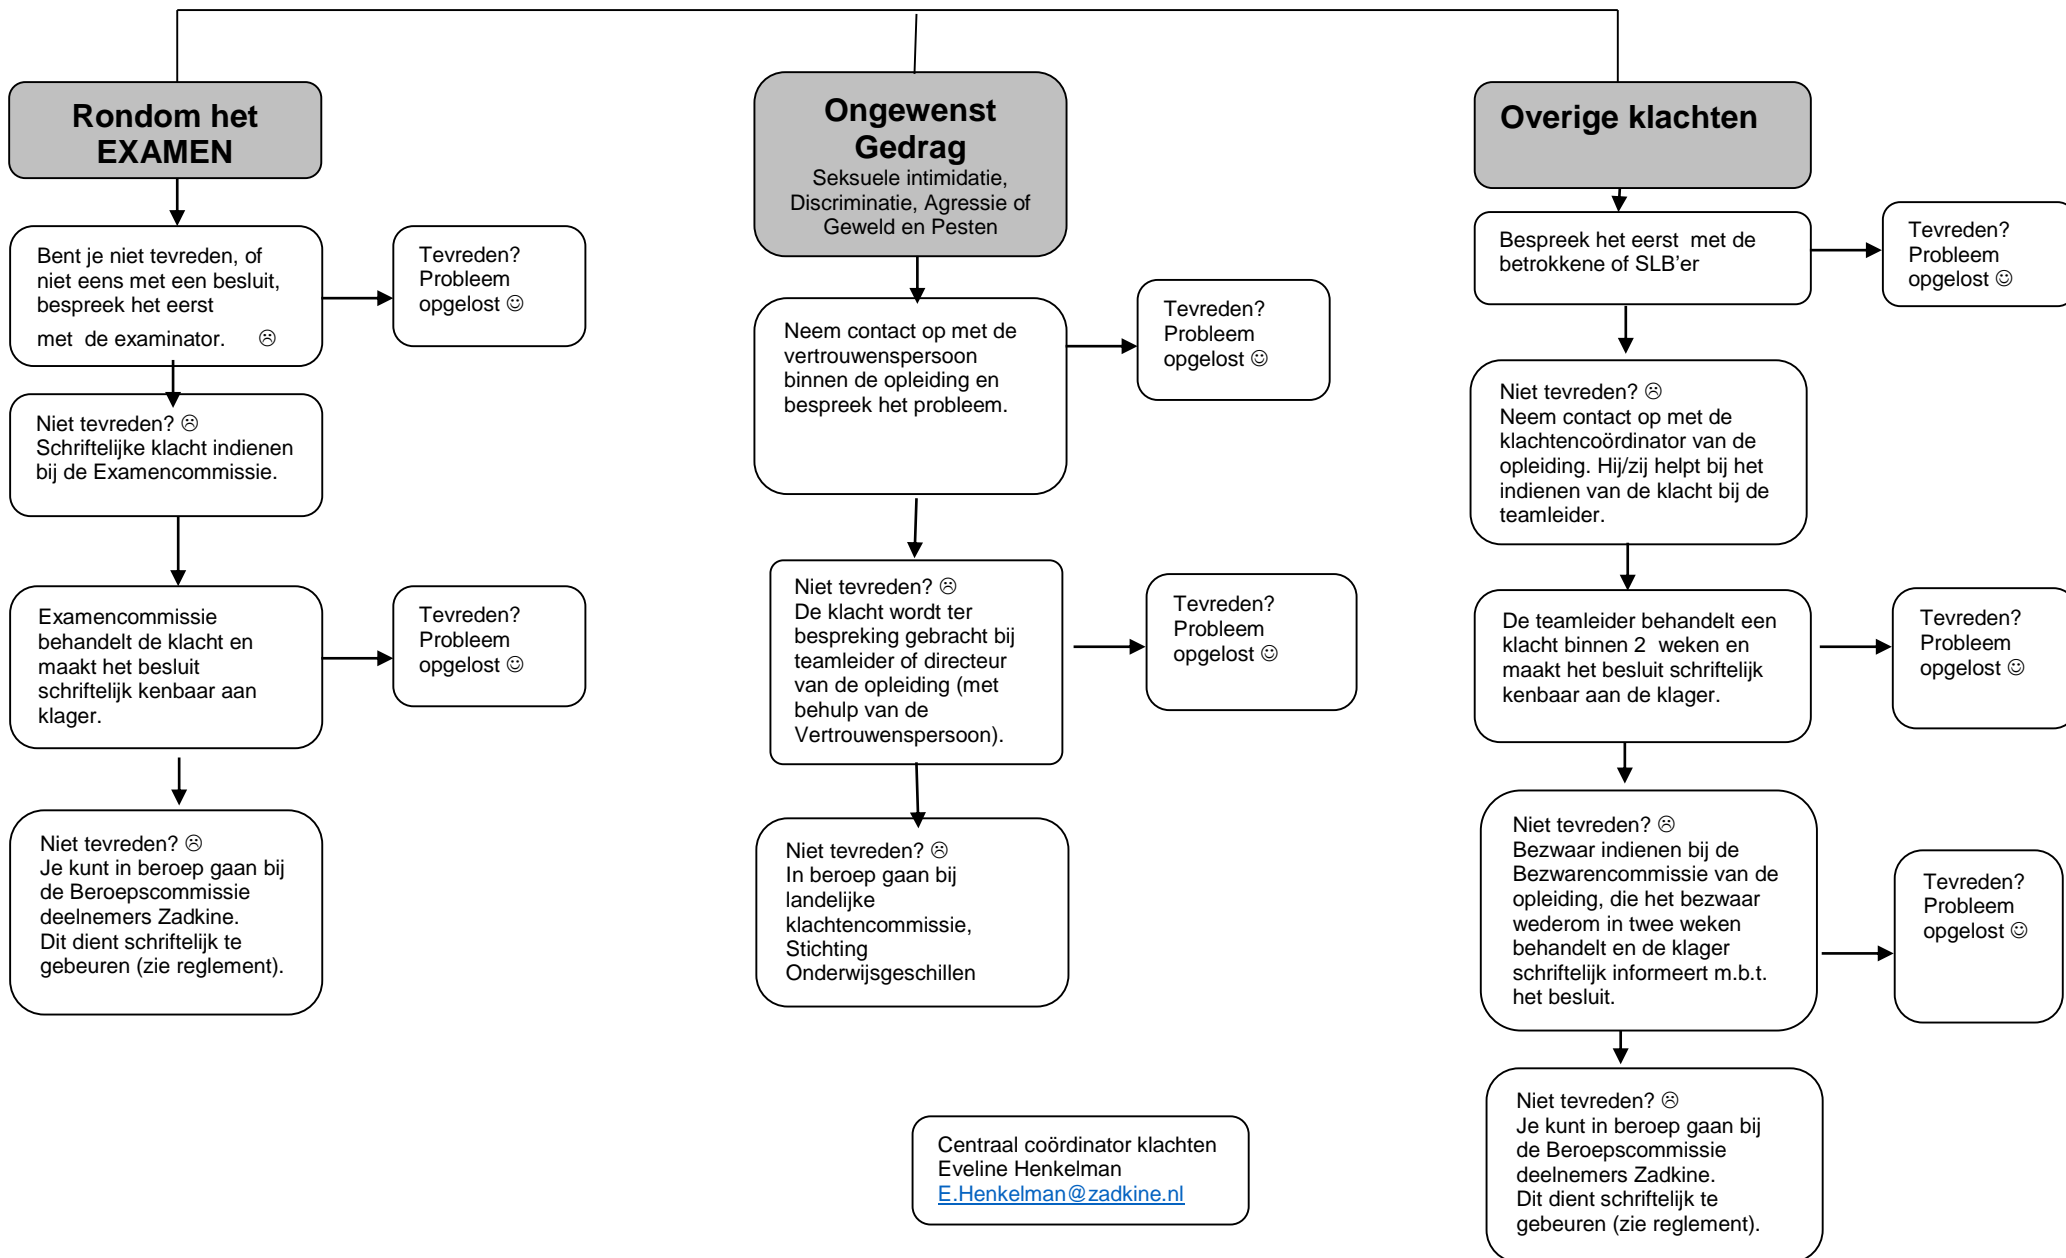 Rondom het
EXAMEN
Bent je niet tevreden, of
niet eens met een besluit,
bespreek het eerst
met  de examinator.      ☹
Tevreden?
Probleem
opgelost ☺
Niet tevreden? ☹
Schriftelijke klacht indienen
bij de Examencommissie.
Examencommissie
behandelt de klacht en
maakt het besluit
schriftelijk kenbaar aan
klager.
Tevreden?
Probleem
opgelost ☺
Niet tevreden? ☹
Je kunt in beroep gaan bij
de Beroepscommissie
deelnemers Zadkine.
Dit dient schriftelijk te
gebeuren (zie reglement).
Ongewenst
Gedrag
Seksuele intimidatie,
Discriminatie, Agressie of
Geweld en Pesten
Neem contact op met de
vertrouwenspersoon
binnen de opleiding en
bespreek het probleem.
Tevreden?
Probleem
opgelost ☺
Niet tevreden? ☹
De klacht wordt ter
bespreking gebracht bij
teamleider of directeur
van de opleiding (met
behulp van de
Vertrouwenspersoon).
Tevreden?
Probleem
opgelost ☺
Niet tevreden? ☹
In beroep gaan bij
landelijke
klachtencommissie,
Stichting
Onderwijsgeschillen
Centraal coördinator klachten
Eveline Henkelman
E.Henkelman@zadkine.nl
Overige klachten
Bespreek het eerst  met de
betrokkene of SLB’er
Tevreden?
Probleem
opgelost ☺
Niet tevreden? ☹
Neem contact op met de
klachtencoördinator van de
opleiding. Hij/zij helpt bij het
indienen van de klacht bij de
teamleider.
De teamleider behandelt een
klacht binnen 2  weken en
maakt het besluit schriftelijk
kenbaar aan de klager.
Tevreden?
Probleem
opgelost ☺
Niet tevreden? ☹
Bezwaar indienen bij de
Bezwarencommissie van de
opleiding, die het bezwaar
wederom in twee weken
behandelt en de klager
schriftelijk informeert m.b.t.
het besluit.
Tevreden?
Probleem
opgelost ☺
Niet tevreden? ☹
Je kunt in beroep gaan bij
de Beroepscommissie
deelnemers Zadkine.
Dit dient schriftelijk te
gebeuren (zie reglement).